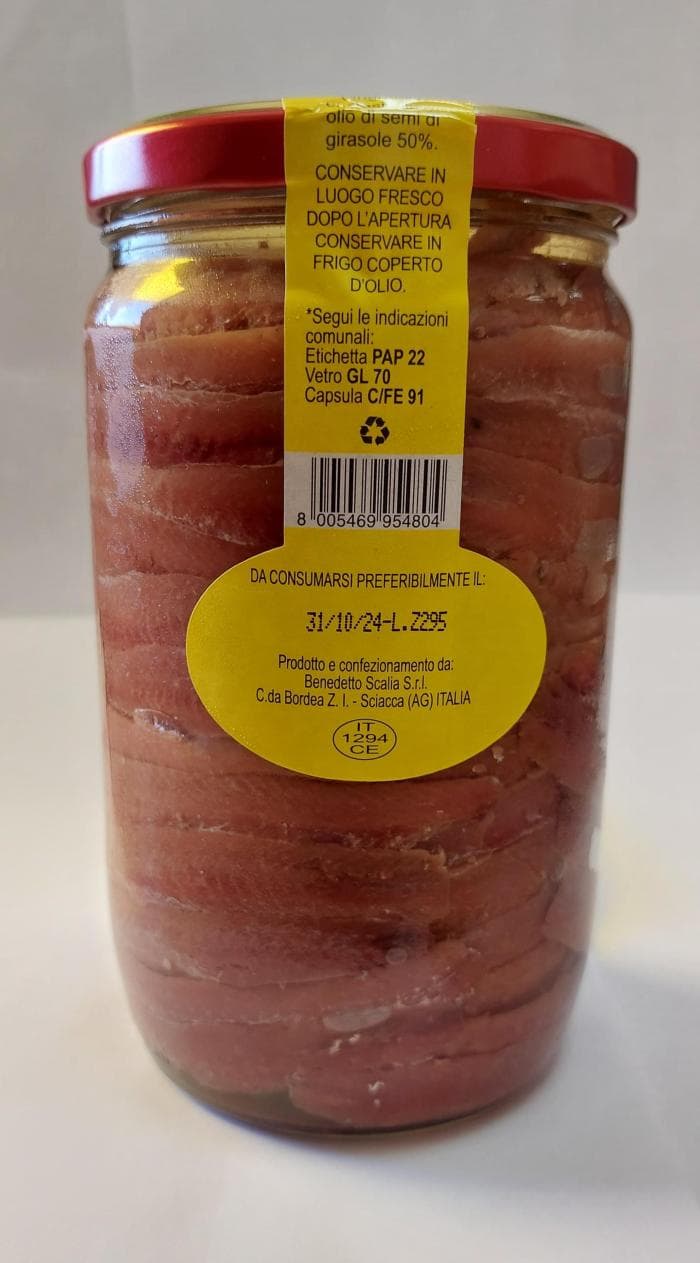 olio di semi di
girasole 50%.
CONSERVARE IN
LUOGO FRESCO
DOPO L'APERTURA
CONSERVARE IN
FRIGO COPERTO
D'OLIO.
*Segui le indicazioni
comunali:
Etichetta PAP 22
Vetro GL 70
Capsula C/FE 91
8 005469 954804
DA CONSUMARSI PREFERIBILMENTE IL:
31/10/24-L.Z295
Prodotto e confezionamento da:
Benedetto Scalia S.r.l.
C.da Bordea Z. I. - Sciacca (AG) ITALIA
IT
1294
CE